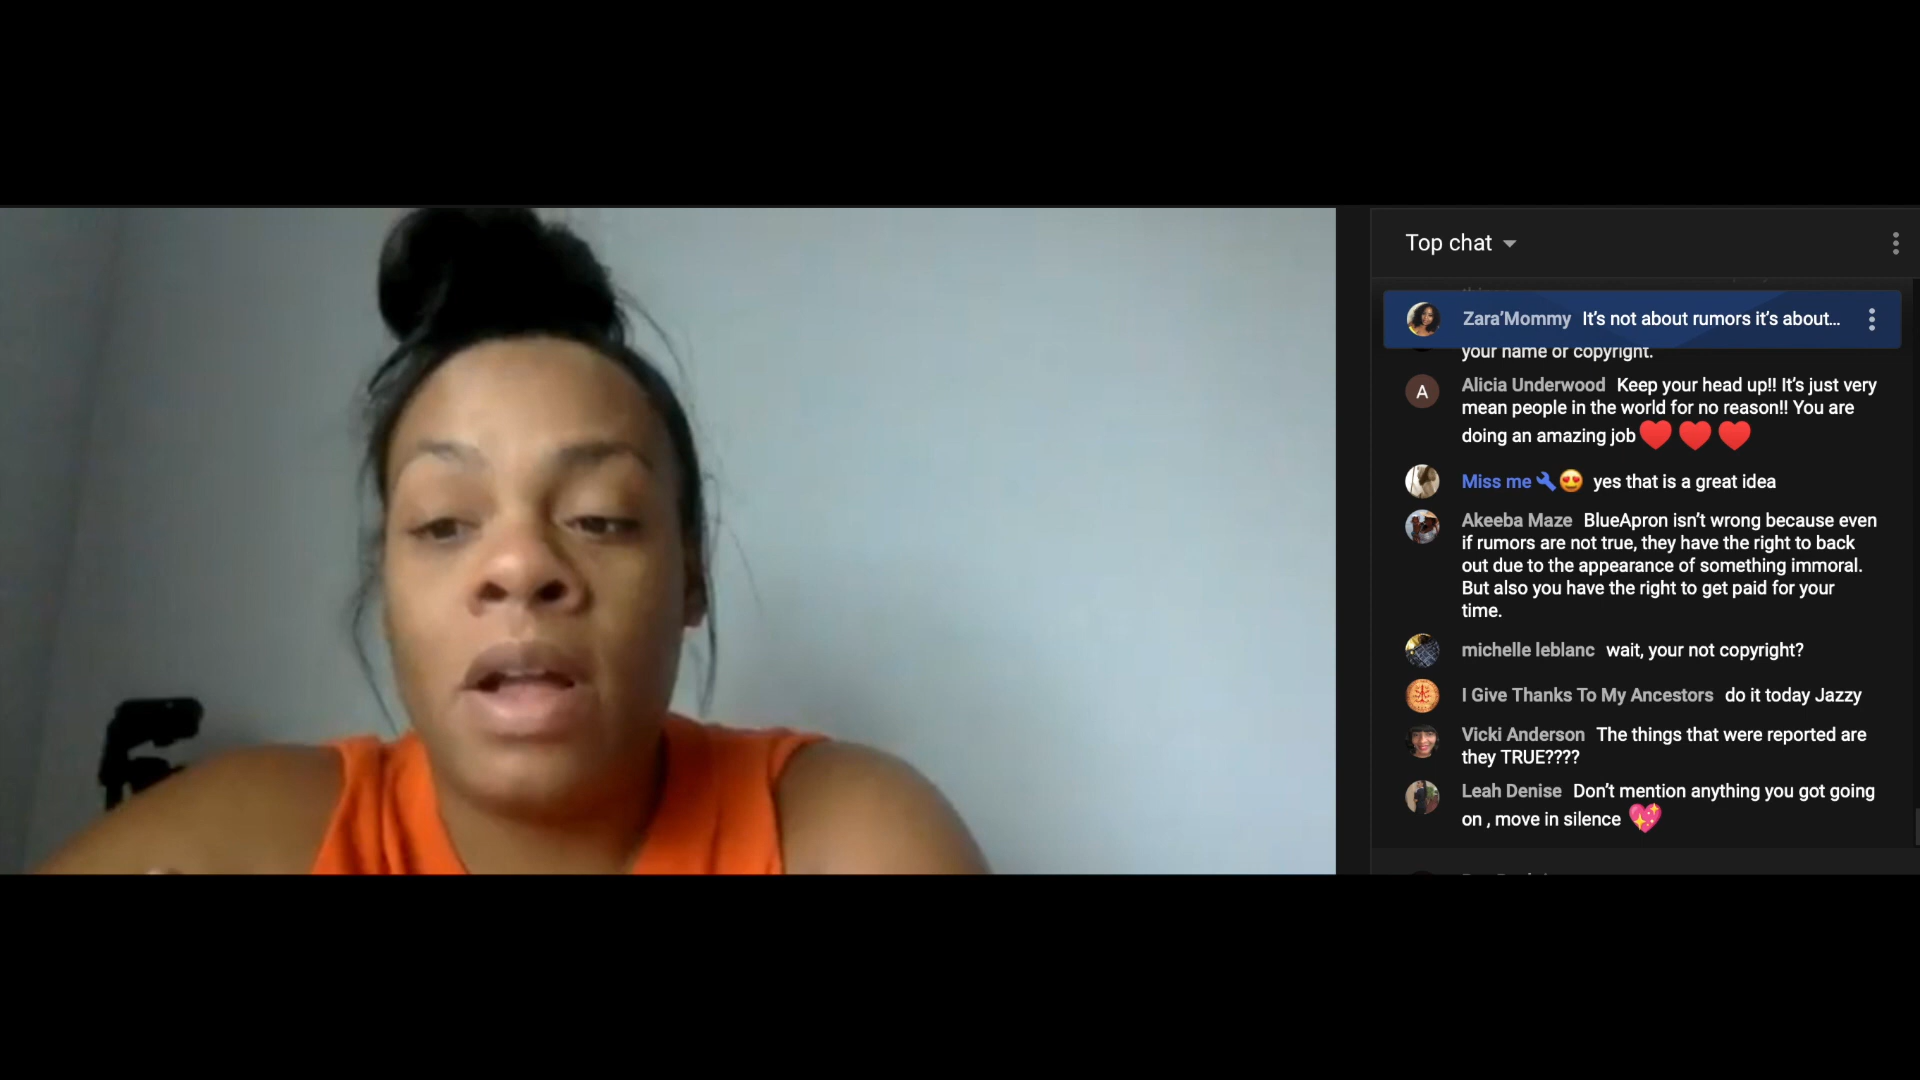 Top chat
Zara'Mommy It's not about rumors it's about...
your name or copyright.
A
Alicia Underwood Keep your head up!! It's just very
mean people in the world for no reason!! You are
doing an amazing job ❤️ ❤️ ❤️
Miss me 🔧 😍 yes that is a great idea
Akeeba Maze BlueApron isn't wrong because even
if rumors are not true, they have the right to back
out due to the appearance of something immoral.
But also you have the right to get paid for your
time.
michelle leblanc wait, your not copyright?
I Give Thanks To My Ancestors do it today Jazzy
Vicki Anderson The things that were reported are
they TRUE????
Leah Denise Don't mention anything you got going
on , move in silence 💖